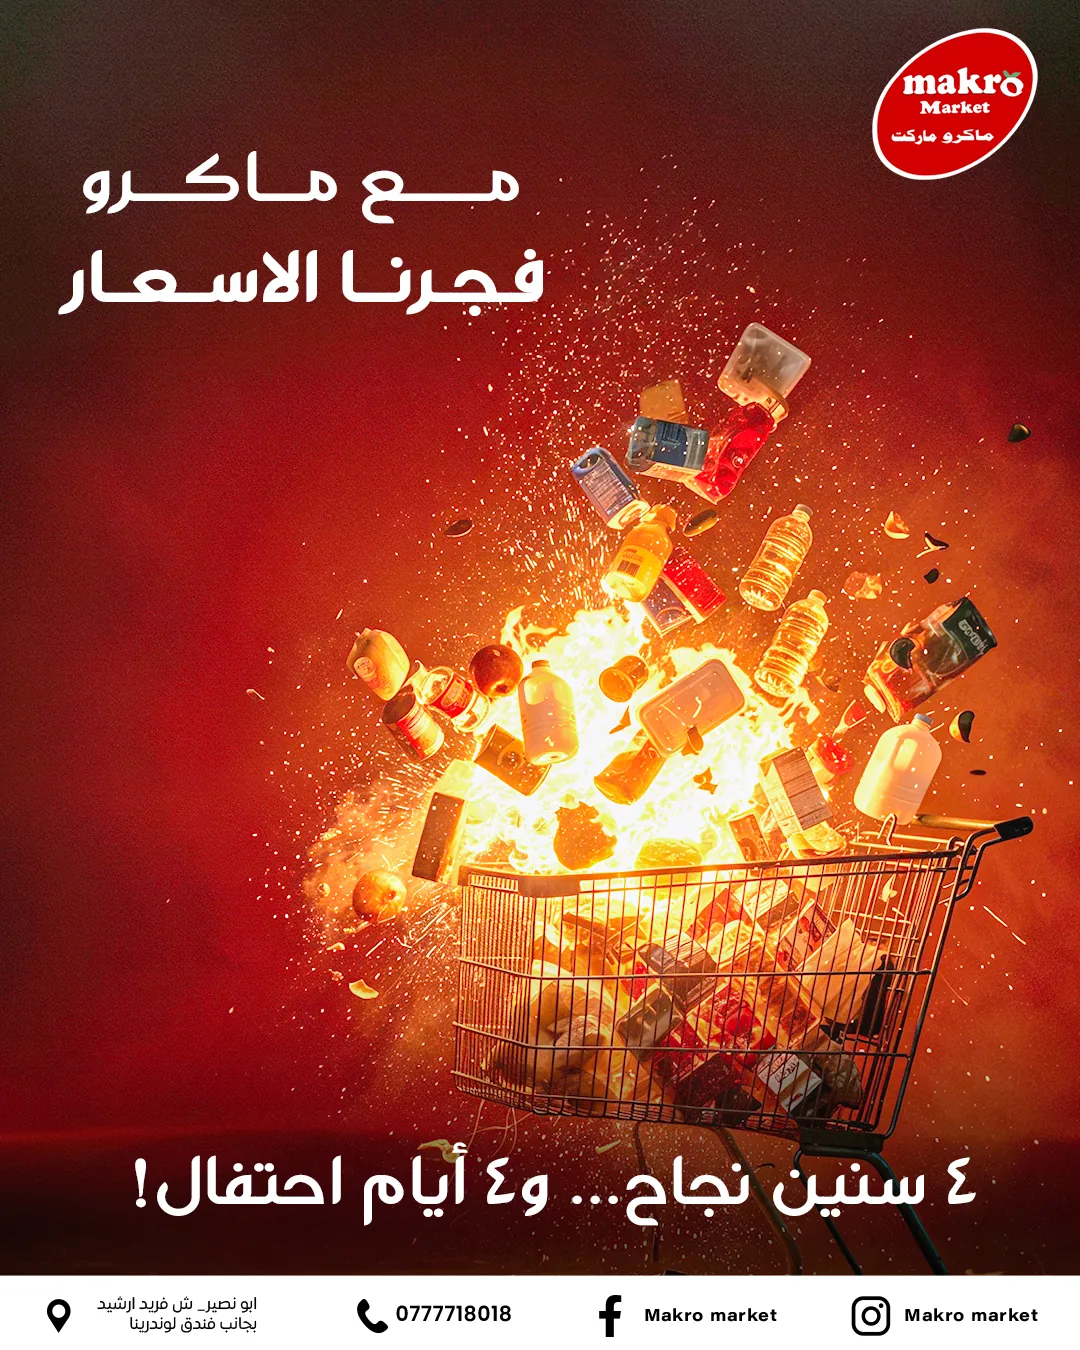 makro
Market
ماكرو ماركت
مع ماكرو
فجرنا الاسعار
٤ سنين نجاح... و٤ أيام احتفال!
ابو نصير_ ش فريد ارشيد
بجانب فندق لوندرينا
0777718018
Makro market
Makro market